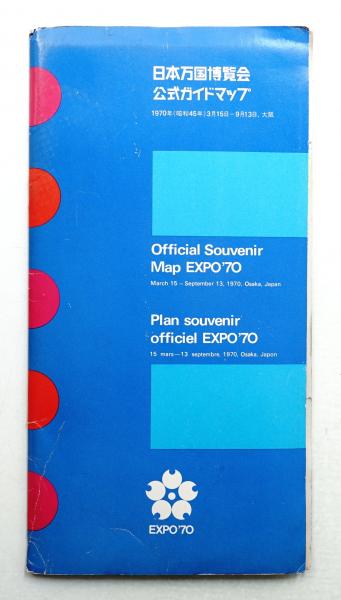 日本万国博覧会
公式ガイドマップ
1970年(昭和45年)3月15日-9月13日、大阪
Official Souvenir
Map EXPO'70
March 15 – September 13, 1970, Osaka, Japan
Plan souvenir
officiel EXPO'70
15 mars—13 septembre, 1970, Osaka, Japon
EXPO'70